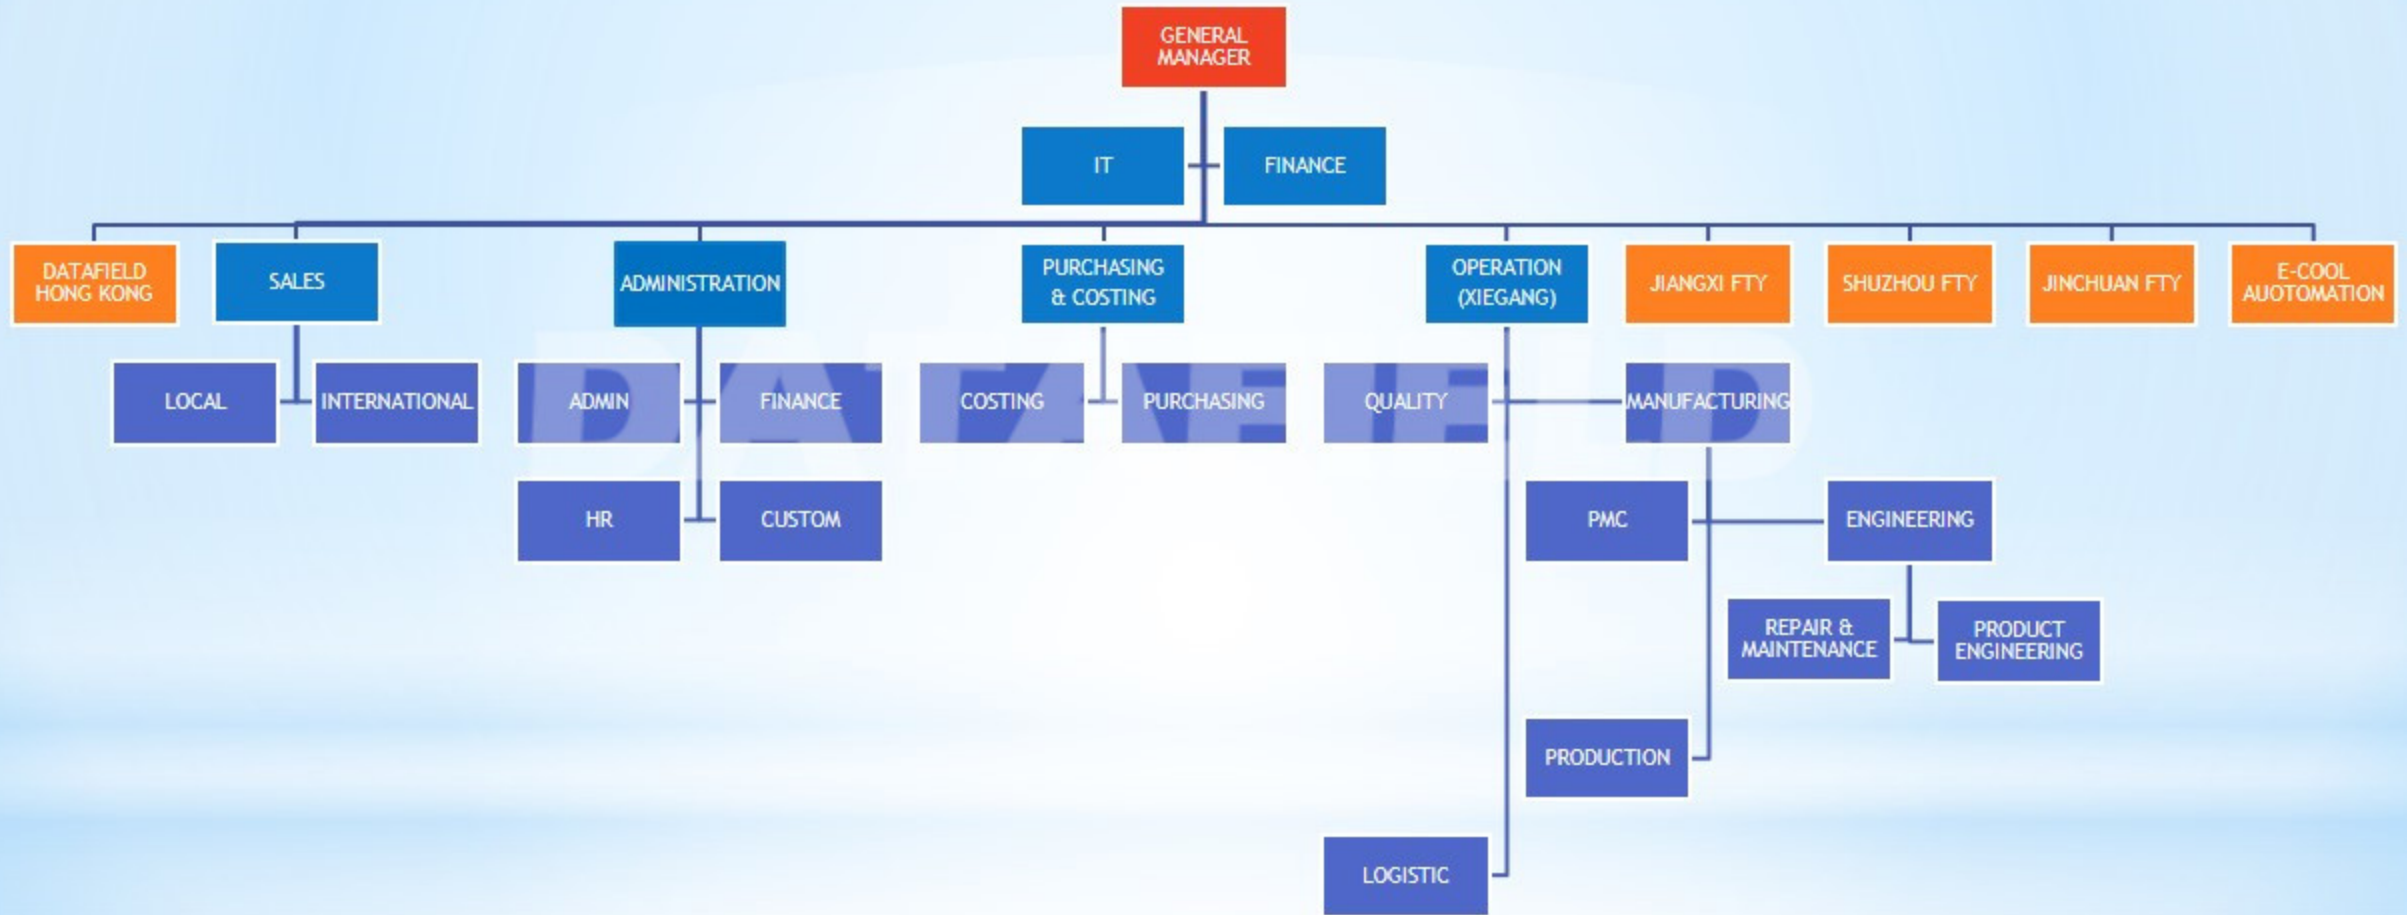 GENERAL
MANAGER
IT
FINANCE
DATAFIELD
HONG KONG
SALES
ADMINISTRATION
PURCHASING
& COSTING
OPERATION
(XIEGANG)
JIANGXI FTY
SHUZHOU FTY
JINCHUAN FTY
E-COOL
AUOTOMATION
LOCAL
INTERNATIONAL
ADMIN
FINANCE
COSTING
PURCHASING
QUALITY
MANUFACTURING
DATAFIELD
HR
CUSTOM
PMC
ENGINEERING
REPAIR &
MAINTENANCE
PRODUCT
ENGINEERING
PRODUCTION
LOGISTIC